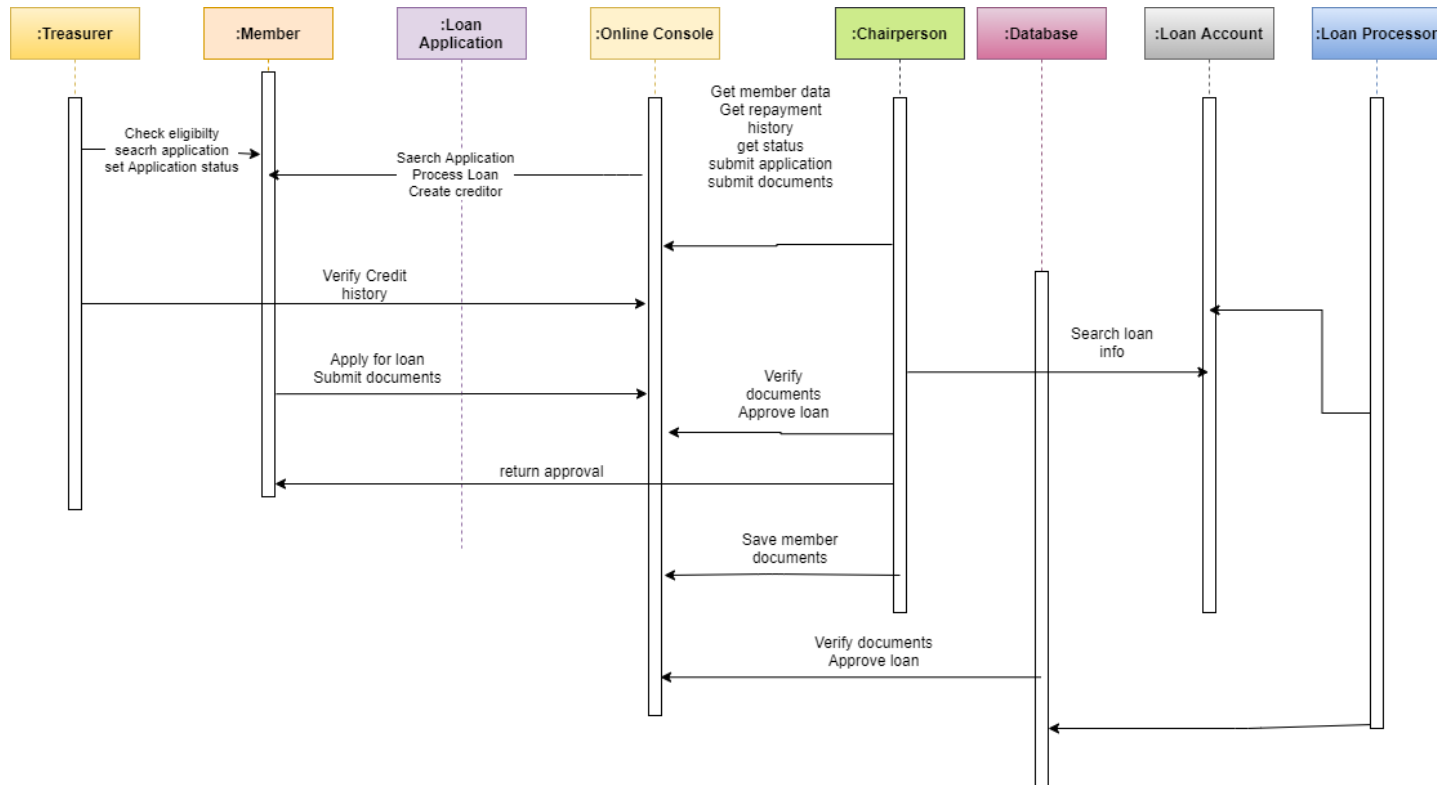 :Treasurer
:Member
:Loan
Application
:Online Console
:Chairperson
:Database
:Loan Account
:Loan Processor
Check eligibilty
seacrh application
set Application status
Saerch Application
Process Loan
Create creditor
Get member data
Get repayment
history
get status
submit application
submit documents
Verify Credit
history
Search loan
info
Apply for loan
Submit documents
Verify
documents
Approve loan
return approval
Save member
documents
Verify documents
Approve loan